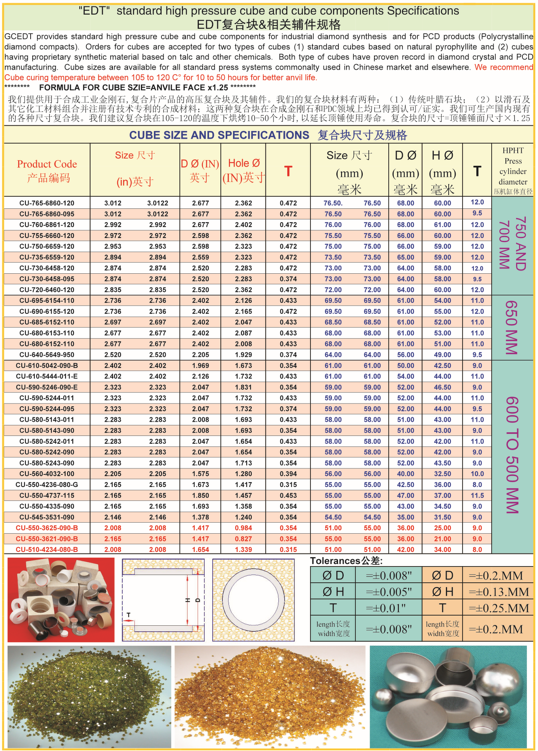 "EDT" standard high pressure cube and cube components Specifications
EDT复合块&相关辅件规格
GCEDT provides standard high pressure cube and cube components for industrial diamond synthesis and for PCD products (Polycrystalline
diamond compacts). Orders for cubes are accepted for two types of cubes (1) standard cubes based on natural pyrophyllite and (2) cubes
having proprietary synthetic material based on talc and other chemicals. Both type of cubes have proven record in diamond crystal and PCD
manufacturing. Cube sizes are available for all standard press systems commonally used in Chinese market and elsewhere. We recommend
Cube curing temperature between 105 to 120 C° for 10 to 50 hours for better anvil life.
******** FORMULA FOR CUBE SZIE=ANVILE FACE x1.25 ********
我们提供用于合成工业金刚石,复合片产品的高压复合块及其辅件。我们的复合块材料有两种：（1）传统叶腊石块；（2）以滑石及
其它化工材料组合并注册有技术专利的合成材料；这两种复合块在合成金刚石和PDC领域上均已得到认可/证实。我们可生产国内现有
的各种尺寸复合块。我们建议复合块在105-120的温度下烘烤10-50个小时,以延长顶锤使用寿命。复合块的尺寸=顶锤锤面尺寸×1.25
CUBE SIZE AND SPECIFICATIONS 复合块尺寸及规格
Product Code 产品编码 Size 尺寸 (in)英寸 D Ø (IN) 英寸 Hole Ø (IN)英寸 T Size 尺寸 (mm) 毫米 D Ø (mm) 毫米 H Ø (mm) 毫米 T HPHT Press cylinder diameter 压机缸体直径
CU-765-6860-120 3.012 3.0122 2.677 2.362 0.472 76.50. 76.50 68.00 60.00 12.0
CU-765-6860-095 3.012 3.0122 2.677 2.362 0.472 76.50 76.50 68.00 60.00 9.5
CU-760-6861-120 2.992 2.992 2.677 2.402 0.472 76.00 76.00 68.00 61.00 12.0
CU-755-6660-120 2.972 2.972 2.598 2.362 0.472 75.50 75.50 66.00 60.00 12.0
CU-750-6659-120 2.953 2.953 2.598 2.323 0.472 75.00 75.00 66.00 59.00 12.0
CU-735-6559-120 2.894 2.894 2.559 2.323 0.472 73.50 73.50 65.00 59.00 12.0
CU-730-6458-120 2.874 2.874 2.520 2.283 0.472 73.00 73.00 64.00 58.00 12.0
CU-730-6458-095 2.874 2.874 2.520 2.283 0.374 73.00 73.00 64.00 58.00 9.5
CU-720-6460-120 2.835 2.835 2.520 2.362 0.472 72.00 72.00 64.00 60.00 12.0
750 AND
700 MM
CU-695-6154-110 2.736 2.736 2.402 2.126 0.433 69.50 69.50 61.00 54.00 11.0
CU-690-6155-120 2.736 2.736 2.402 2.165 0.472 69.50 69.50 61.00 55.00 12.0
CU-685-6152-110 2.697 2.697 2.402 2.047 0.433 68.50 68.50 61.00 52.00 11.0
CU-680-6153-110 2.677 2.677 2.402 2.087 0.433 68.00 68.00 61.00 53.00 11.0
CU-680-6152-110 2.677 2.677 2.402 2.008 0.433 68.00 68.00 61.00 51.00 11.0
CU-640-5649-950 2.520 2.520 2.205 1.929 0.374 64.00 64.00 56.00 49.00 9.5
650 MM
CU-610-5042-090-B 2.402 2.402 1.969 1.673 0.354 61.00 61.00 50.00 42.50 9.0
CU-610-5444-011-E 2.402 2.402 2.126 1.732 0.433 61.00 61.00 54.00 44.00 11.0
CU-590-5246-090-E 2.323 2.323 2.047 1.831 0.354 59.00 59.00 52.00 46.50 9.0
CU-590-5244-011 2.323 2.323 2.047 1.732 0.433 59.00 59.00 52.00 44.00 11.0
CU-590-5244-095 2.323 2.323 2.047 1.732 0.374 59.00 59.00 52.00 44.00 9.5
CU-580-5143-011 2.283 2.283 2.008 1.693 0.433 58.00 58.00 51.00 43.00 11.0
CU-580-5143-090 2.283 2.283 2.008 1.693 0.354 58.00 58.00 51.00 43.00 9.0
CU-580-5242-011 2.283 2.283 2.047 1.654 0.433 58.00 58.00 52.00 42.00 11.0
CU-580-5242-090 2.283 2.283 2.047 1.654 0.354 58.00 58.00 52.00 42.00 9.0
CU-580-5243-090 2.283 2.283 2.047 1.713 0.354 58.00 58.00 52.00 43.50 9.0
CU-560-4032-100 2.205 2.205 1.575 1.280 0.394 56.00 56.00 40.00 32.50 10.0
CU-550-4236-080-G 2.165 2.165 1.673 1.417 0.315 55.00 55.00 42.50 36.00 8.0
CU-550-4737-115 2.165 2.165 1.850 1.457 0.453 55.00 55.00 47.00 37.00 11.5
CU-550-4335-090 2.165 2.165 1.693 1.358 0.354 55.00 55.00 43.00 34.50 9.0
CU-545-3531-090 2.146 2.146 1.378 1.240 0.354 54.50 54.50 35.00 31.50 9.0
CU-550-3625-090-B 2.008 2.008 1.417 0.984 0.354 51.00 55.00 36.00 25.00 9.0
CU-550-3621-090-B 2.165 2.165 1.417 0.827 0.354 55.00 55.00 36.00 21.00 9.0
CU-510-4234-080-B 2.008 2.008 1.654 1.339 0.315 51.00 51.00 42.00 34.00 8.0
600 TO 500 MM
T H D
Tolerances公差:
Ø D =±0.008" Ø D =±0.2.MM
Ø H =±0.005" Ø H =±0.13.MM
T =±0.01" T =±0.25.MM
length长度 width宽度 =±0.008" length长度 width宽度 =±0.2.MM